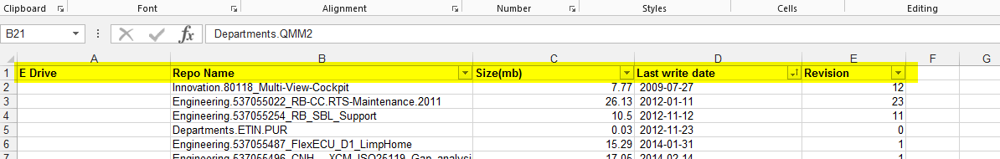 Clipboard Font Alignment Number Styles Cells Editing
B21 fx Departments.QMM2
A B C D E F G
1 E Drive Repo Name Size(mb) Last write date Revision
2 Innovation.80118_Multi-View-Cockpit 7.77 2009-07-27 12
3 Engineering.537055022_RB-CC.RTS-Maintenance.2011 26.13 2012-01-11 23
4 Engineering.537055254_RB_SBL_Support 10.5 2012-11-12 11
5 Departments.ETIN.PUR 0.03 2012-11-23 0
6 Engineering.537055487_FlexECU_D1_LimpHome 15.29 2014-01-31 1
7 Engineering.537055496_CNH 17.05 2014-02-14 1